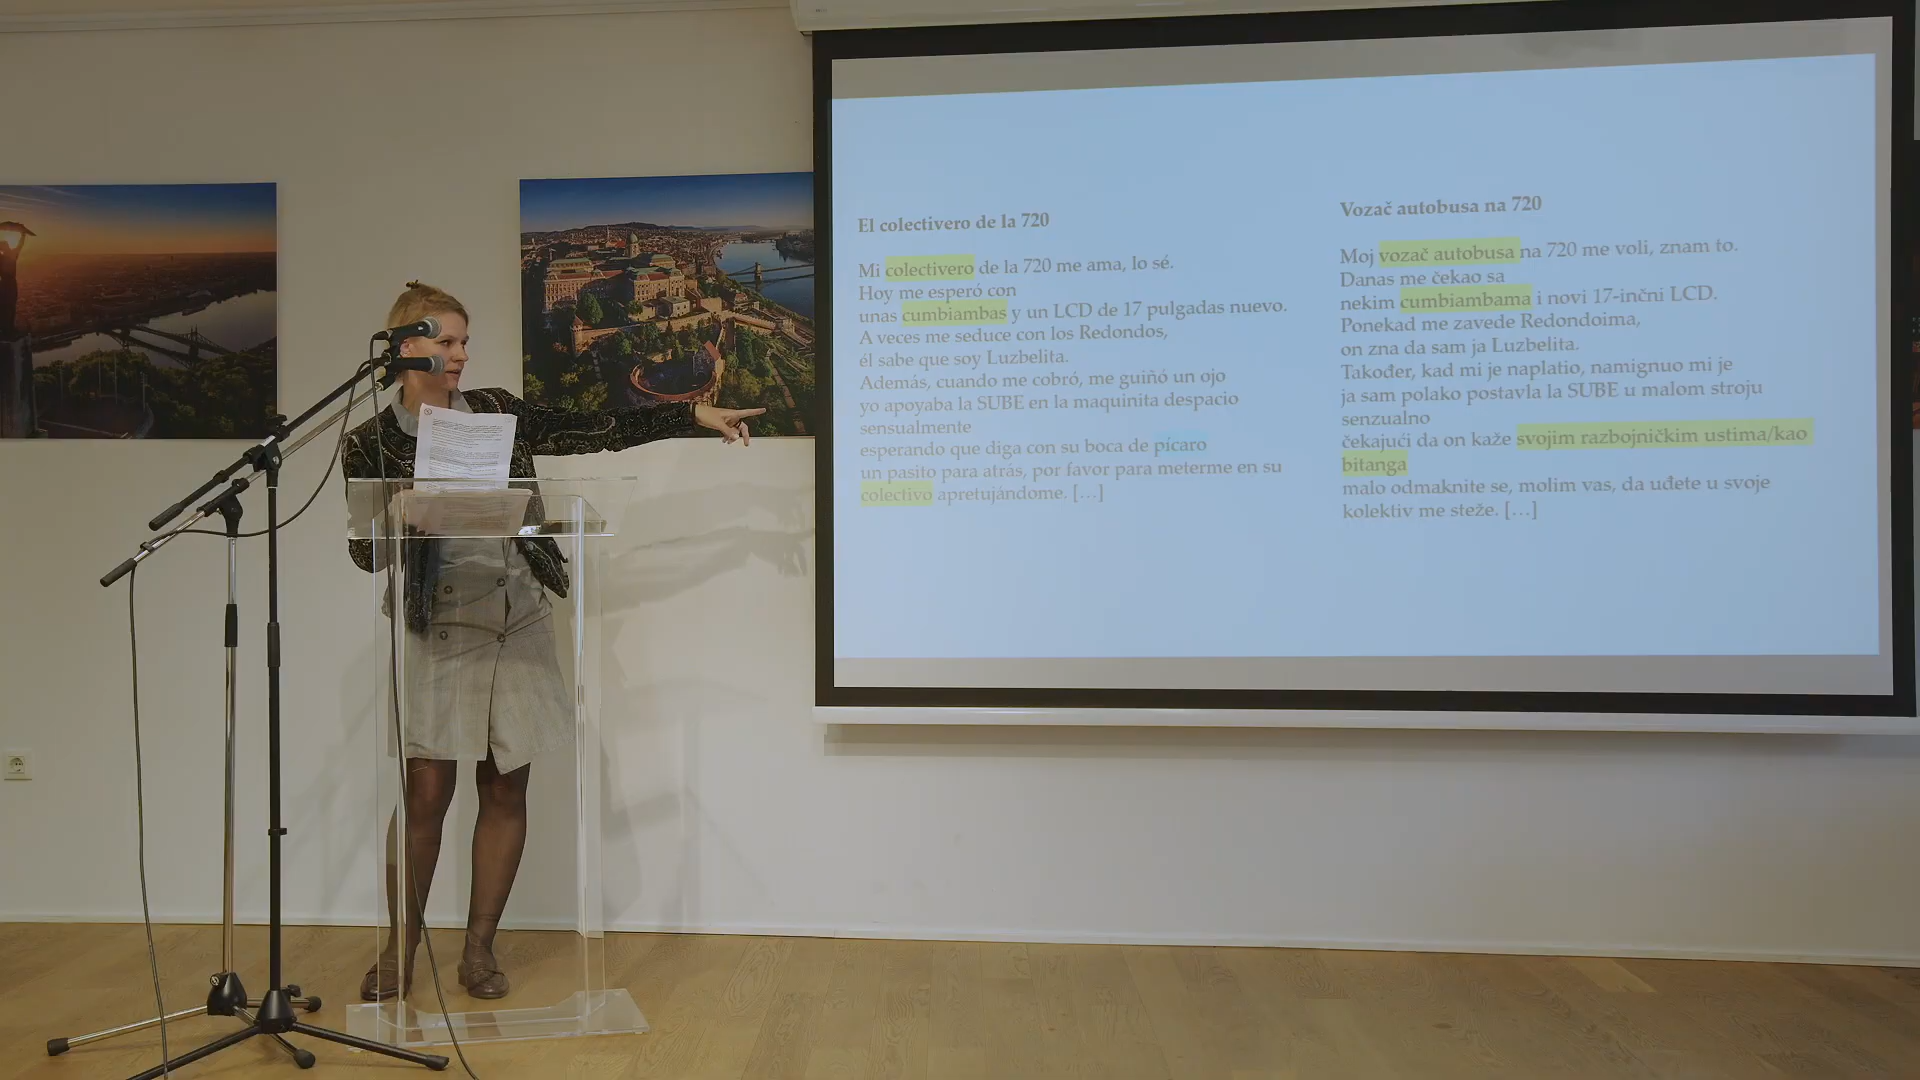 El colectivero de la 720
Mi colectivero de la 720 me ama, lo sé.
Hoy me esperó con
unas cumbiambas y un LCD de 17 pulgadas nuevo.
A veces me seduce con los Redondos,
él sabe que soy Luzbelita.
Además, cuando me cobró, me guiñó un ojo
yo apoyaba la SUBE en la maquinita despacio
sensualmente
esperando que diga con su boca de pícaro
un pasito para atrás, por favor para meterme en su
colectivo apretujándome. […]
Vozač autobusa na 720
Moj vozač autobusa na 720 me voli, znam to.
Danas me čekao sa
nekim cumbiambama i novi 17-inčni LCD.
Ponekad me zavede Redondoima,
on zna da sam ja Luzbelita.
Također, kad mi je naplatio, namignuo mi je
ja sam polako postavla la SUBE u malom stroju
senzualno
čekajući da on kaže svojim razbojničkim ustima/kao
bitanga
malo odmaknite se, molim vas, da uđete u svoje
kolektiv me steže. […]